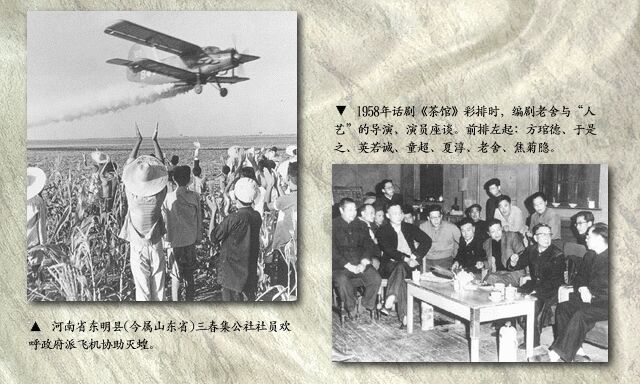 ▼ 1958年话剧《茶馆》彩排时，编剧老舍与“人
艺”的导演、演员座谈。前排左起：方琯德、于是
之、英若诚、童超、夏淳、老舍、焦菊隐。
▲ 河南省东明县(今属山东省)三春集公社社员欢
呼政府派飞机协助灭蝗。